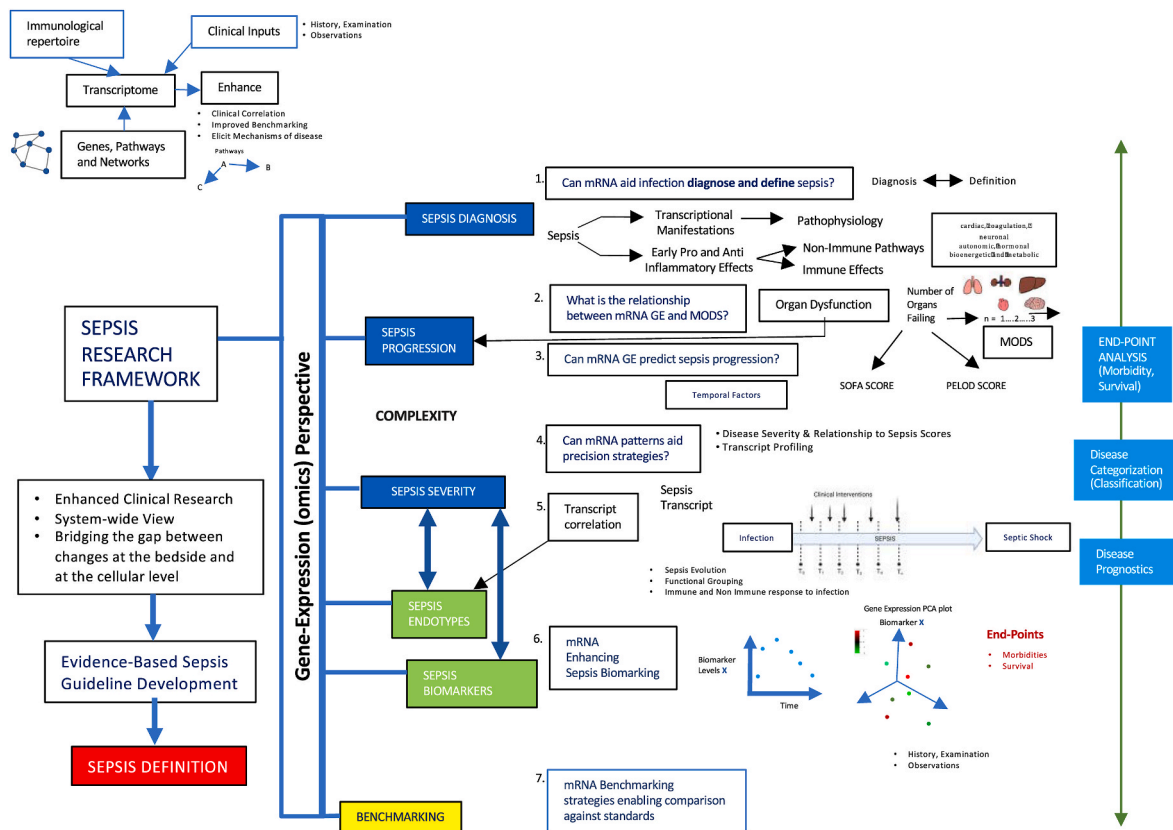 Immunological
repertoire
Clinical Inputs
• History, Examination
• Observations
Transcriptome
Enhance
• Clinical Correlation
• Improved Benchmarking
• Elicit Mechanisms of disease
Genes, Pathways
and Networks
Pathways
A
B
C
1.
Can mRNA aid infection diagnose and define sepsis?
Diagnosis
Definition
SEPSIS DIAGNOSIS
Sepsis
Transcriptional
Manifestations
Pathophysiology
Early Pro and Anti
Inflammatory Effects
Non-Immune Pathways
Immune Effects
cardiac, coagulation,
neuronal
autonomic, hormonal
bioenergetic and metabolic
2.
What is the relationship
between mRNA GE and MODS?
Organ Dysfunction
Number of
Organs
Failing
n = 1....2.....3
MODS
SEPSIS
RESEARCH
FRAMEWORK
SEPSIS
PROGRESSION
3.
Can mRNA GE predict sepsis progression?
SOFA SCORE
PELOD SCORE
Temporal Factors
END-POINT
ANALYSIS
(Morbidity,
Survival)
Gene-Expression (omics) Perspective
COMPLEXITY
4.
Can mRNA patterns aid
precision strategies?
• Disease Severity & Relationship to Sepsis Scores
• Transcript Profiling
Disease
Categorization
(Classification)
• Enhanced Clinical Research
• System-wide View
• Bridging the gap between
changes at the bedside and
at the cellular level
SEPSIS SEVERITY
5.
Transcript
correlation
Sepsis
Transcript
Clinical Interventions
Infection
SEPSIS
Septic Shock
Disease
Prognostics
• Sepsis Evolution
• Functional Grouping
• Immune and Non Immune response to infection
SEPSIS
ENDOTYPES
Evidence-Based Sepsis
Guideline Development
SEPSIS
BIOMARKERS
6.
mRNA
Enhancing
Sepsis Biomarking
Biomarker
Levels X
Time
Gene Expression PCA plot
Biomarker X
End-Points
• Morbidities
• Survival
• History, Examination
• Observations
SEPSIS DEFINITION
7.
mRNA Benchmarking
strategies enabling comparison
against standards
BENCHMARKING